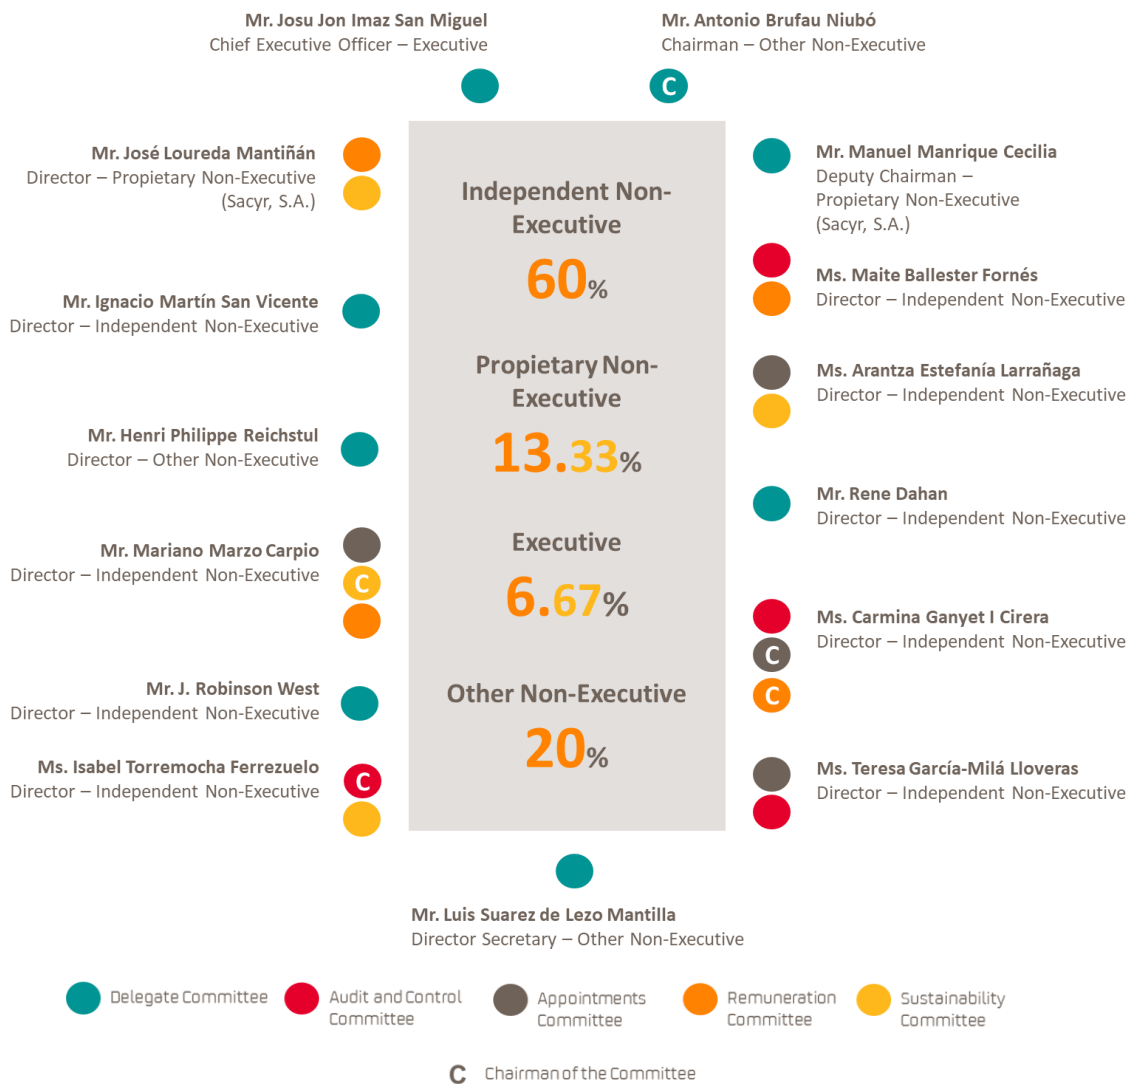 Mr. Josu Jon Imaz San Miguel
Chief Executive Officer – Executive
Mr. Antonio Brufau Niubó
Chairman – Other Non-Executive
C
Mr. José Loureda Mantiñán
Director – Propietary Non-Executive
(Sacyr, S.A.)
Mr. Ignacio Martín San Vicente
Director – Independent Non-Executive
Mr. Henri Philippe Reichstul
Director – Other Non-Executive
Mr. Mariano Marzo Carpio
Director – Independent Non-Executive
C
Mr. J. Robinson West
Director – Independent Non-Executive
Ms. Isabel Torremocha Ferrezuelo
Director – Independent Non-Executive
C
Independent Non-
Executive
60%
Propietary Non-
Executive
13.33%
Executive
6.67%
Other Non-Executive
20%
Mr. Manuel Manrique Cecilia
Deputy Chairman –
Propietary Non-Executive
(Sacyr, S.A.)
Ms. Maite Ballester Fornés
Director – Independent Non-Executive
Ms. Arantza Estefanía Larrañaga
Director – Independent Non-Executive
Mr. Rene Dahan
Director – Independent Non-Executive
Ms. Carmina Ganyet I Cirera
Director – Independent Non-Executive
C
C
Ms. Teresa García-Milá Lloveras
Director – Independent Non-Executive
Mr. Luis Suarez de Lezo Mantilla
Director Secretary – Other Non-Executive
Delegate Committee
Audit and Control
Committee
Appointments
Committee
Remuneration
Committee
Sustainability
Committee
C Chairman of the Committee